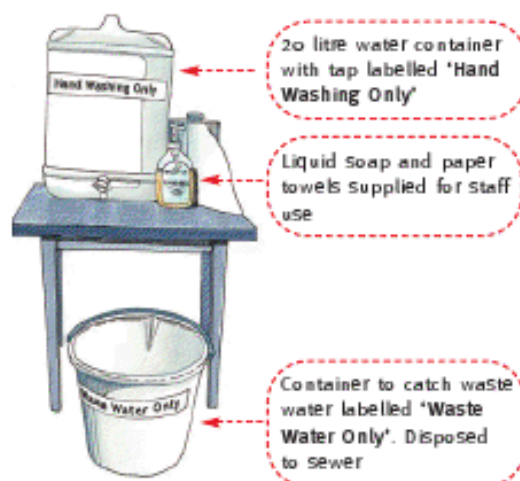 20 litre water container
with tap labelled 'Hand
Washing Only'
Hand Washing Only
Liquid soap and paper
towels supplied for staff
use
Container to catch waste
water labelled 'Waste
Water Only'. Disposed
to sewer
Waste Water Only